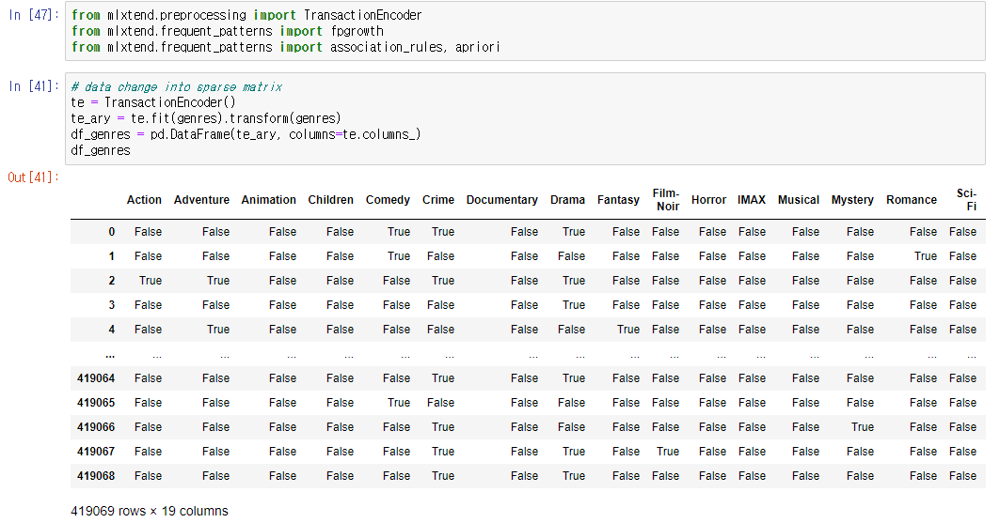 In [47]: from mlxtend.preprocessing import TransactionEncoder
from mlxtend.frequent_patterns import fpgrowth
from mlxtend.frequent_patterns import association_rules, apriori
In [41]: # data change into sparse matrix
te = TransactionEncoder()
te_ary = te.fit(genres).transform(genres)
df_genres = pd.DataFrame(te_ary, columns=te.columns_)
df_genres
Out[41]:
Action Adventure Animation Children Comedy Crime Documentary Drama Fantasy Film-Noir Horror IMAX Musical Mystery Romance Sci-Fi
0 False False False False True True False True False False False False False False False False
1 False False False False True False False False False False False False False False True False
2 True True False False False True False True False False False False False False False False
3 False False False False False False False True False False False False False False False False
4 False True False False False False False False True False False False False False False False
... ... ... ... ... ... ... ... ... ... ... ... ... ... ... ... ...
419064 False False False False False True False True False False False False False False False False
419065 False False False False True False False False False False False False False False False False
419066 False False False False False True False False False False False False False True False False
419067 False False False False False True False True False True False False False False False False
419068 False False False False False True False True False False False False False False False False
419069 rows × 19 columns